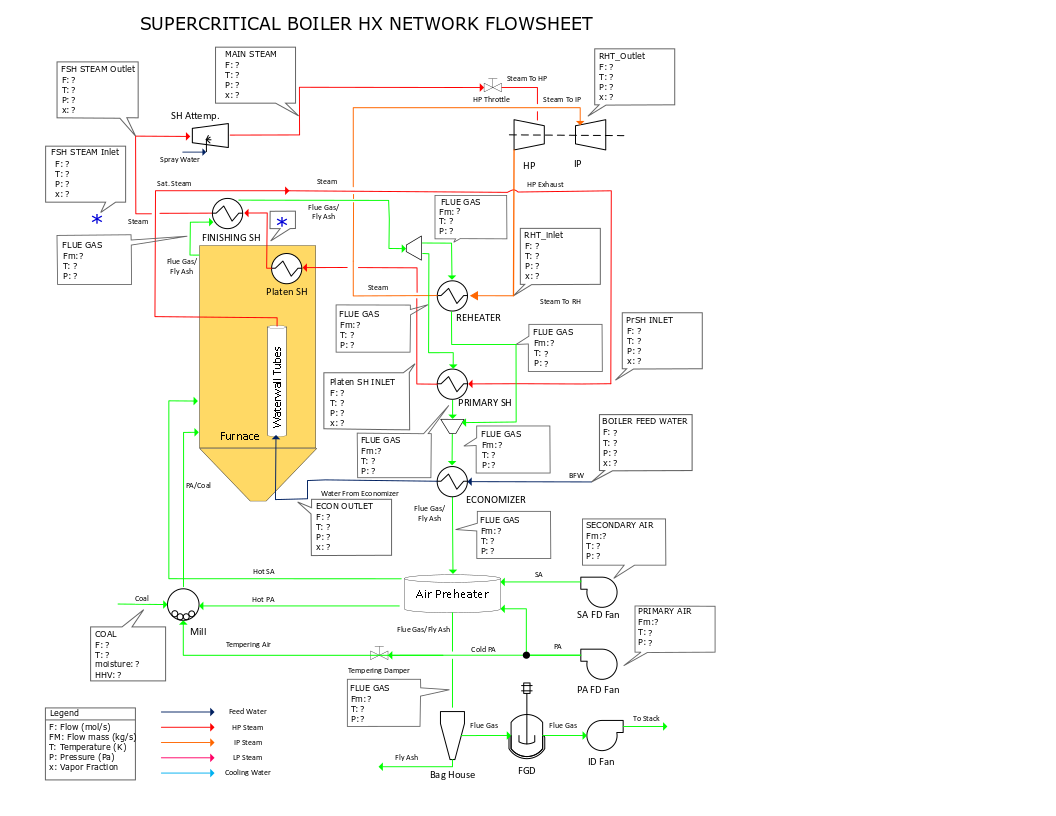 SUPERCRITICAL BOILER HX NETWORK FLOWSHEET
MAIN STEAM
F: ?
T: ?
P: ?
x: ?
RHT_Outlet
F: ?
T: ?
P: ?
x: ?
FSH STEAM Outlet
F: ?
T: ?
P: ?
x: ?
Steam To HP
HP Throttle
Steam To IP
SH Attemp.
Spray Water
HP
IP
FSH STEAM Inlet
F: ?
T: ?
P: ?
x: ?
*
Sat. Steam
Steam
HP Exhaust
Steam
FINISHING SH
Flue Gas/
Fly Ash
*
FLUE GAS
Fm: ?
T: ?
P: ?
FLUE GAS
Fm:?
T: ?
P: ?
Flue Gas/
Fly Ash
RHT_Inlet
F: ?
T: ?
P: ?
x: ?
Platen SH
Steam
Steam To RH
REHEATER
FLUE GAS
Fm:?
T: ?
P: ?
FLUE GAS
Fm:?
T: ?
P: ?
PrSH INLET
F: ?
T: ?
P: ?
x: ?
Waterwall Tubes
Platen SH INLET
F: ?
T: ?
P: ?
x: ?
PRIMARY SH
Furnace
FLUE GAS
Fm:?
T: ?
P: ?
FLUE GAS
Fm:?
T: ?
P: ?
BOILER FEED WATER
F: ?
T: ?
P: ?
x: ?
BFW
PA/Coal
Water From Economizer
ECONOMIZER
ECON OUTLET
F: ?
T: ?
P: ?
x: ?
Flue Gas/
Fly Ash
FLUE GAS
Fm:?
T: ?
P: ?
SECONDARY AIR
Fm:?
T: ?
P: ?
Hot SA
SA
Air Preheater
SA FD Fan
Coal
Hot PA
Mill
PRIMARY AIR
Fm:?
T: ?
P: ?
COAL
F: ?
T: ?
moisture: ?
HHV: ?
Flue Gas/Fly Ash
Tempering Air
Cold PA
PA
Tempering Damper
PA FD Fan
FLUE GAS
Fm:?
T: ?
P:?
Legend
F: Flow (mol/s)
FM: Flow mass (kg/s)
T: Temperature (K)
P: Pressure (Pa)
x: Vapor Fraction
Feed Water
HP Steam
IP Steam
LP Steam
Cooling Water
Flue Gas
Flue Gas
To Stack
Fly Ash
Bag House
FGD
ID Fan